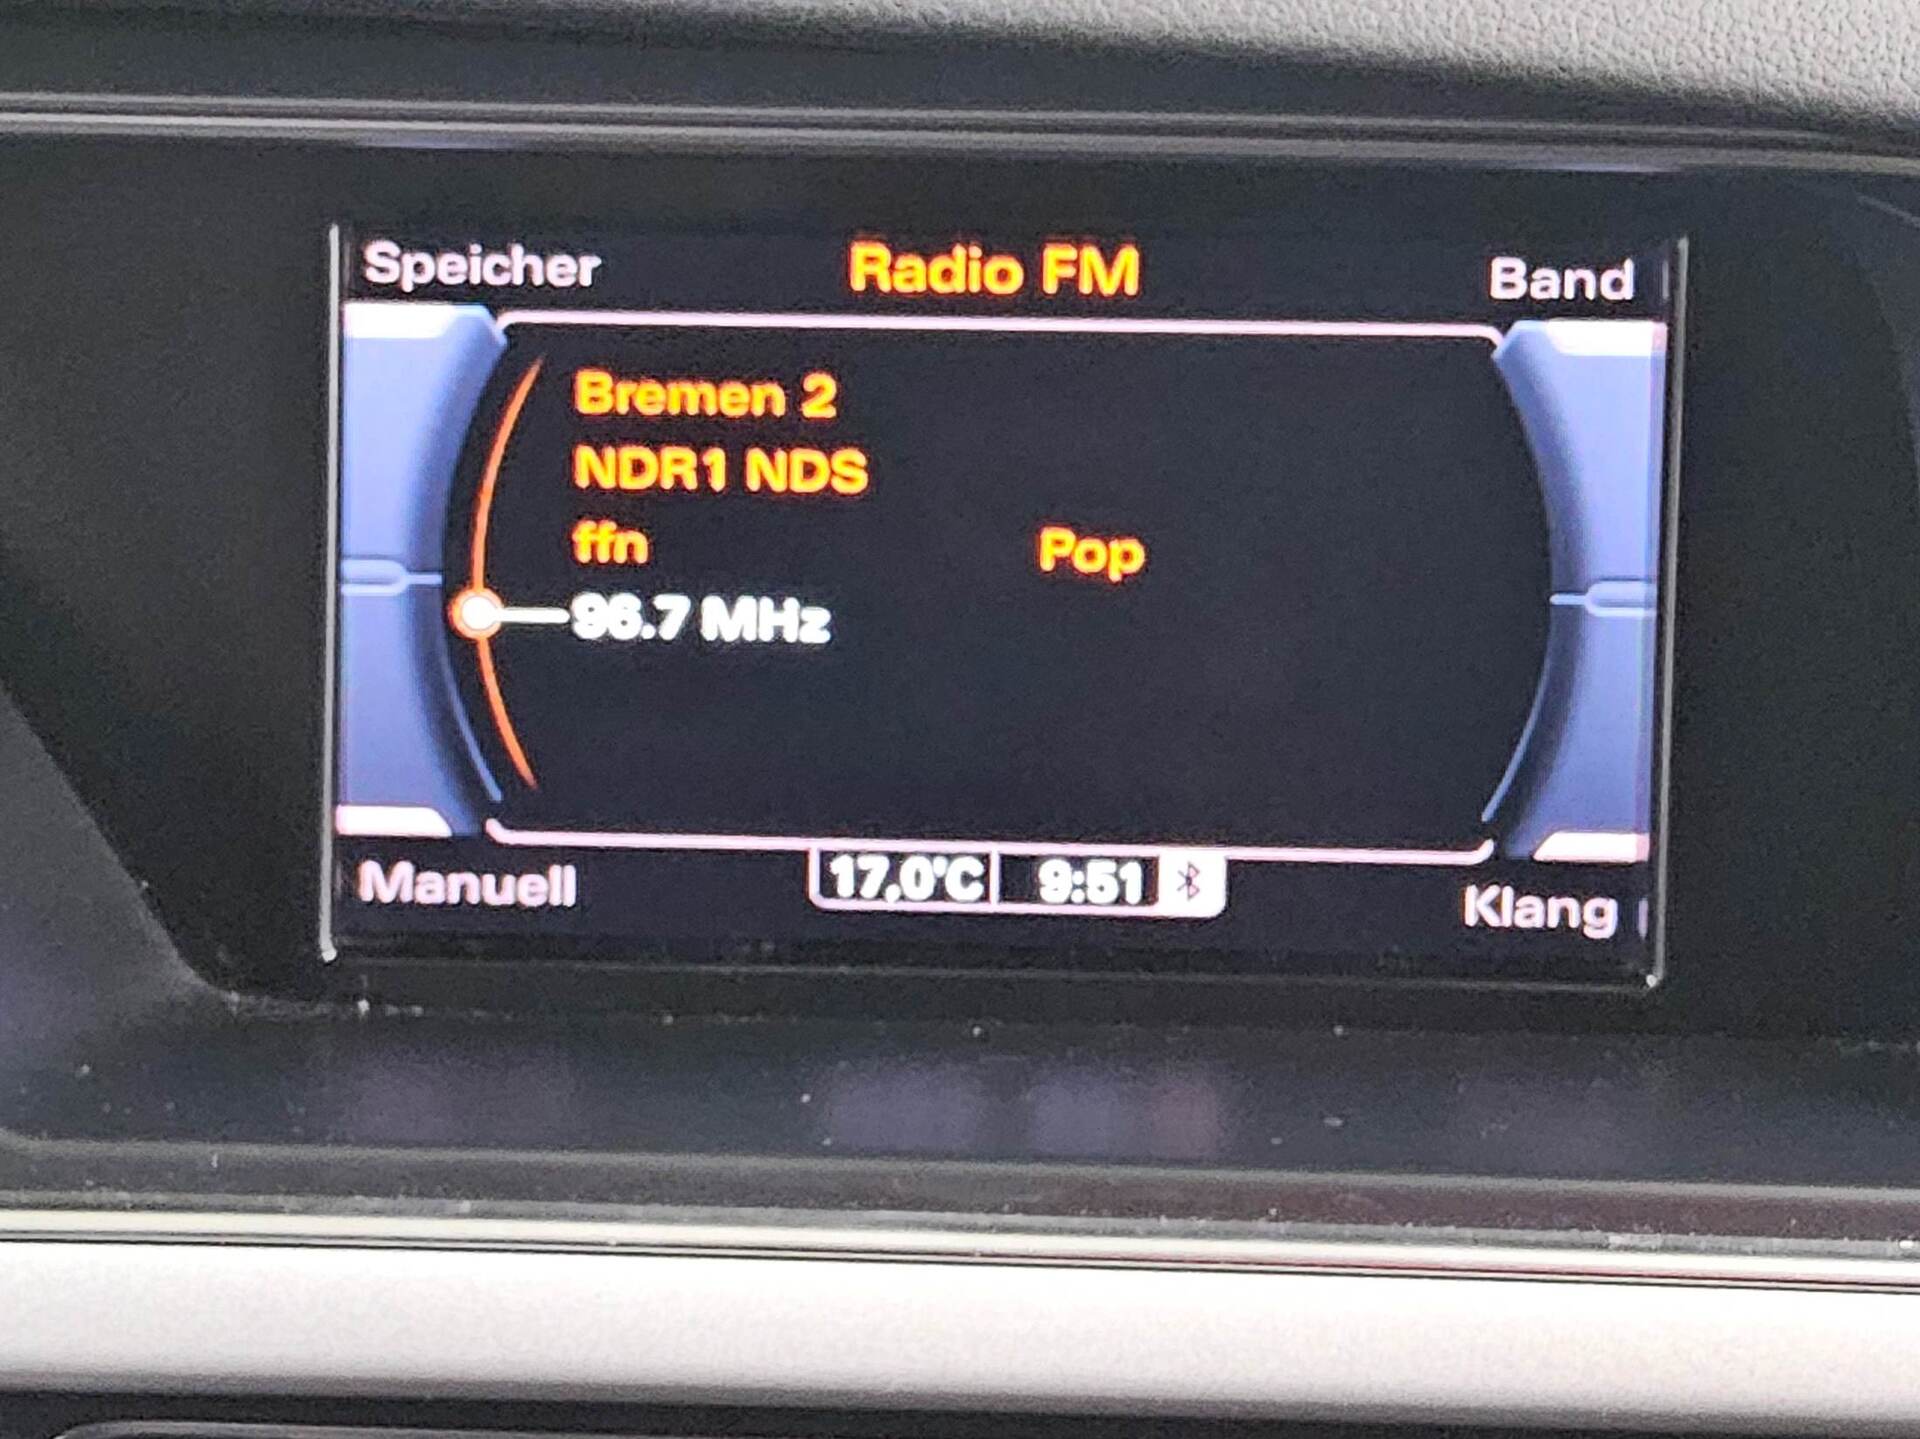 Speicher Radio FM Band
Bremen 2
NDR1 NDS
ffn Pop
96.7 MHz
Manuell 17,0°C 9:51 Klang